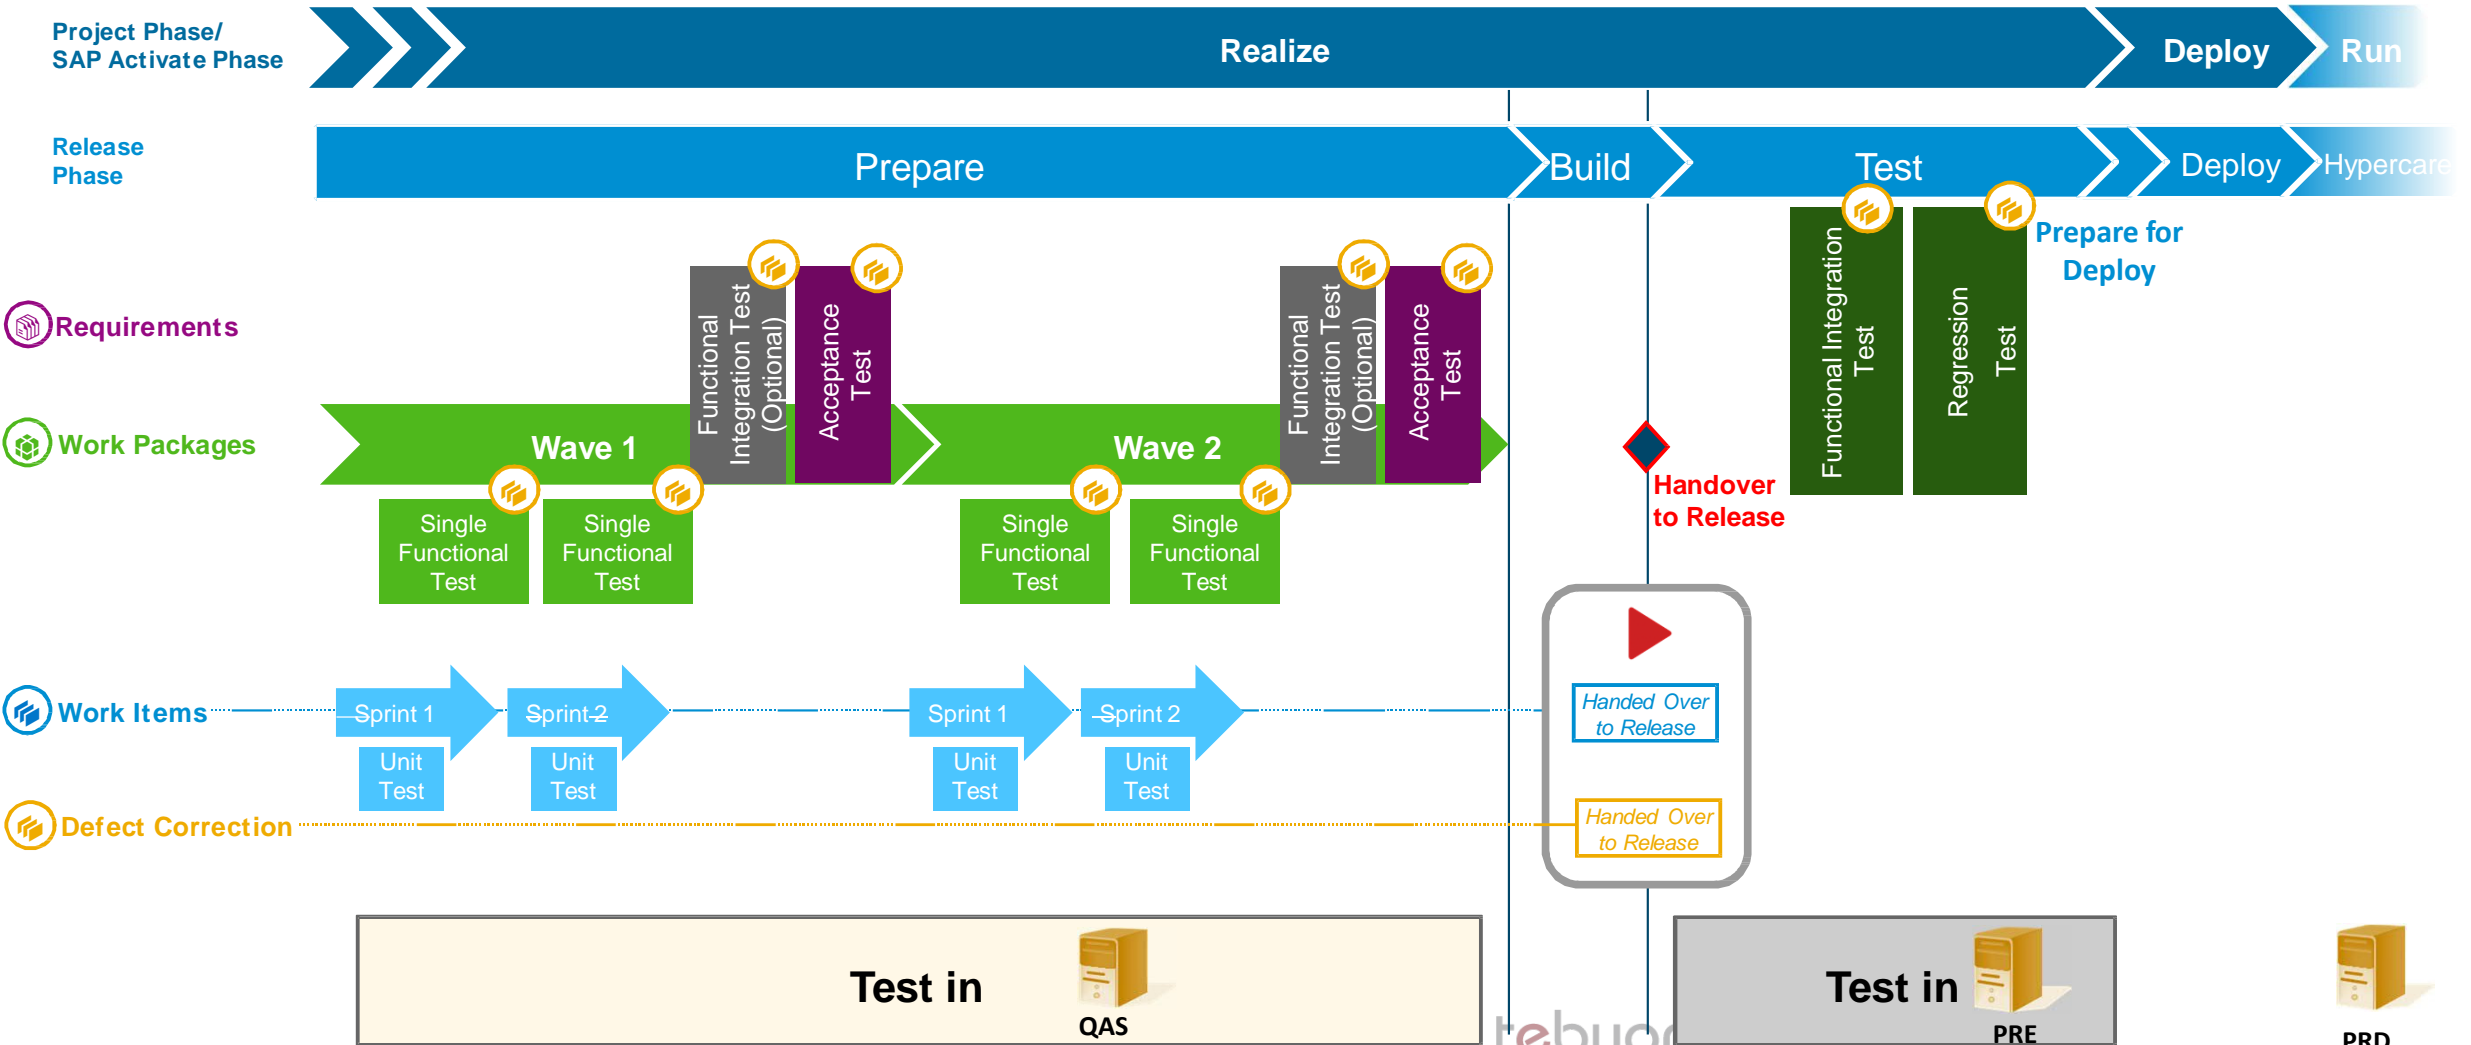 Project Phase/
SAP Activate Phase
Realize
Deploy
Run
Release
Phase
Prepare
Build
Test
Deploy
Hypercare
Prepare for
Deploy
Requirements
Functional
Integration Test
(Optional)
Acceptance
Test
Functional
Integration Test
(Optional)
Acceptance
Test
Functional Integration
Test
Regression
Test
Work Packages
Wave 1
Wave 2
Handover
to Release
Single
Functional
Test
Single
Functional
Test
Single
Functional
Test
Single
Functional
Test
Work Items
Sprint 1
Sprint 2
Sprint 1
Sprint 2
Handed Over
to Release
Unit
Test
Unit
Test
Unit
Test
Unit
Test
Defect Correction
Handed Over
to Release
Test in
QAS
Test in
PRE
PRD